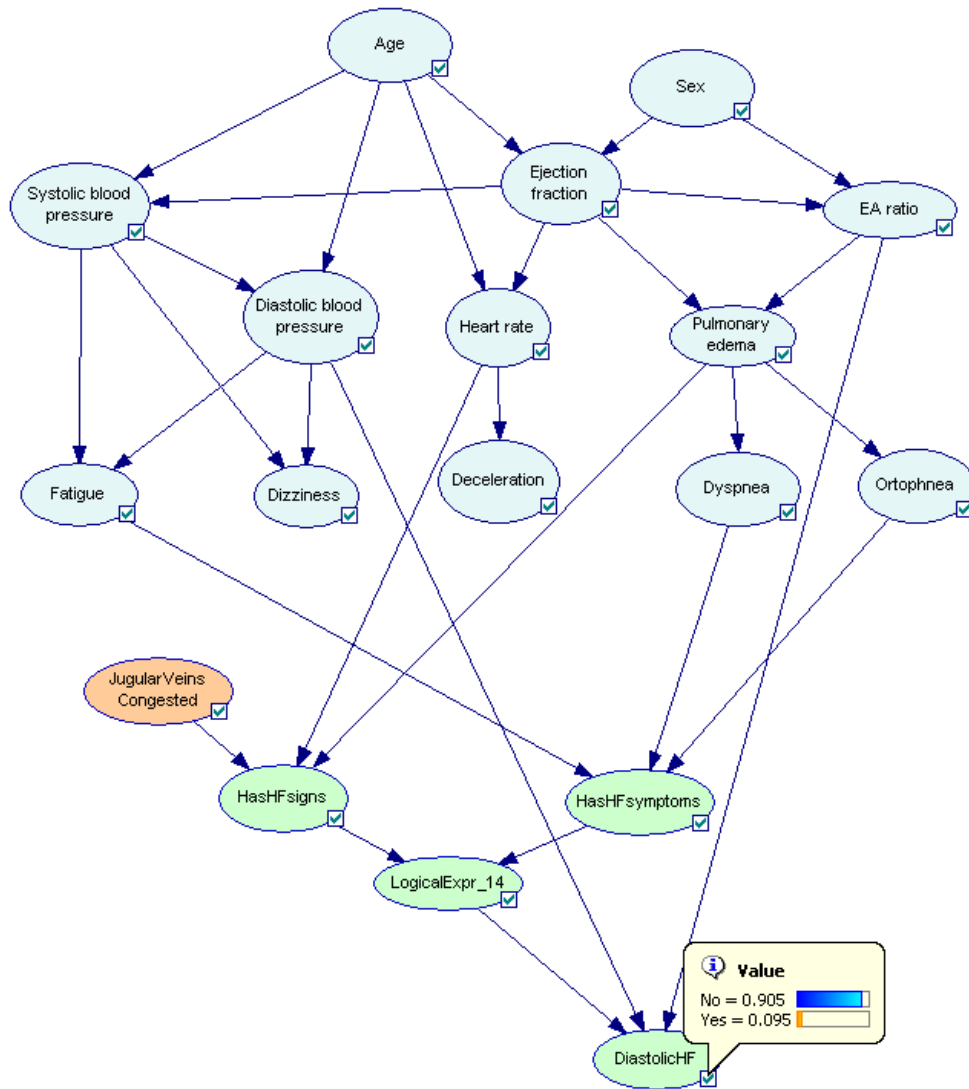 Age
Sex
Ejection
fraction
Systolic blood
pressure
EA ratio
Diastolic blood
pressure
Heart rate
Pulmonary
edema
Fatigue
Dizziness
Deceleration
Dyspnea
Ortophnea
JugularVeins
Congested
HasHFsigns
HasHFsymptoms
LogicalExpr_14
Value
No = 0.905
Yes = 0.095
DiastolicHF